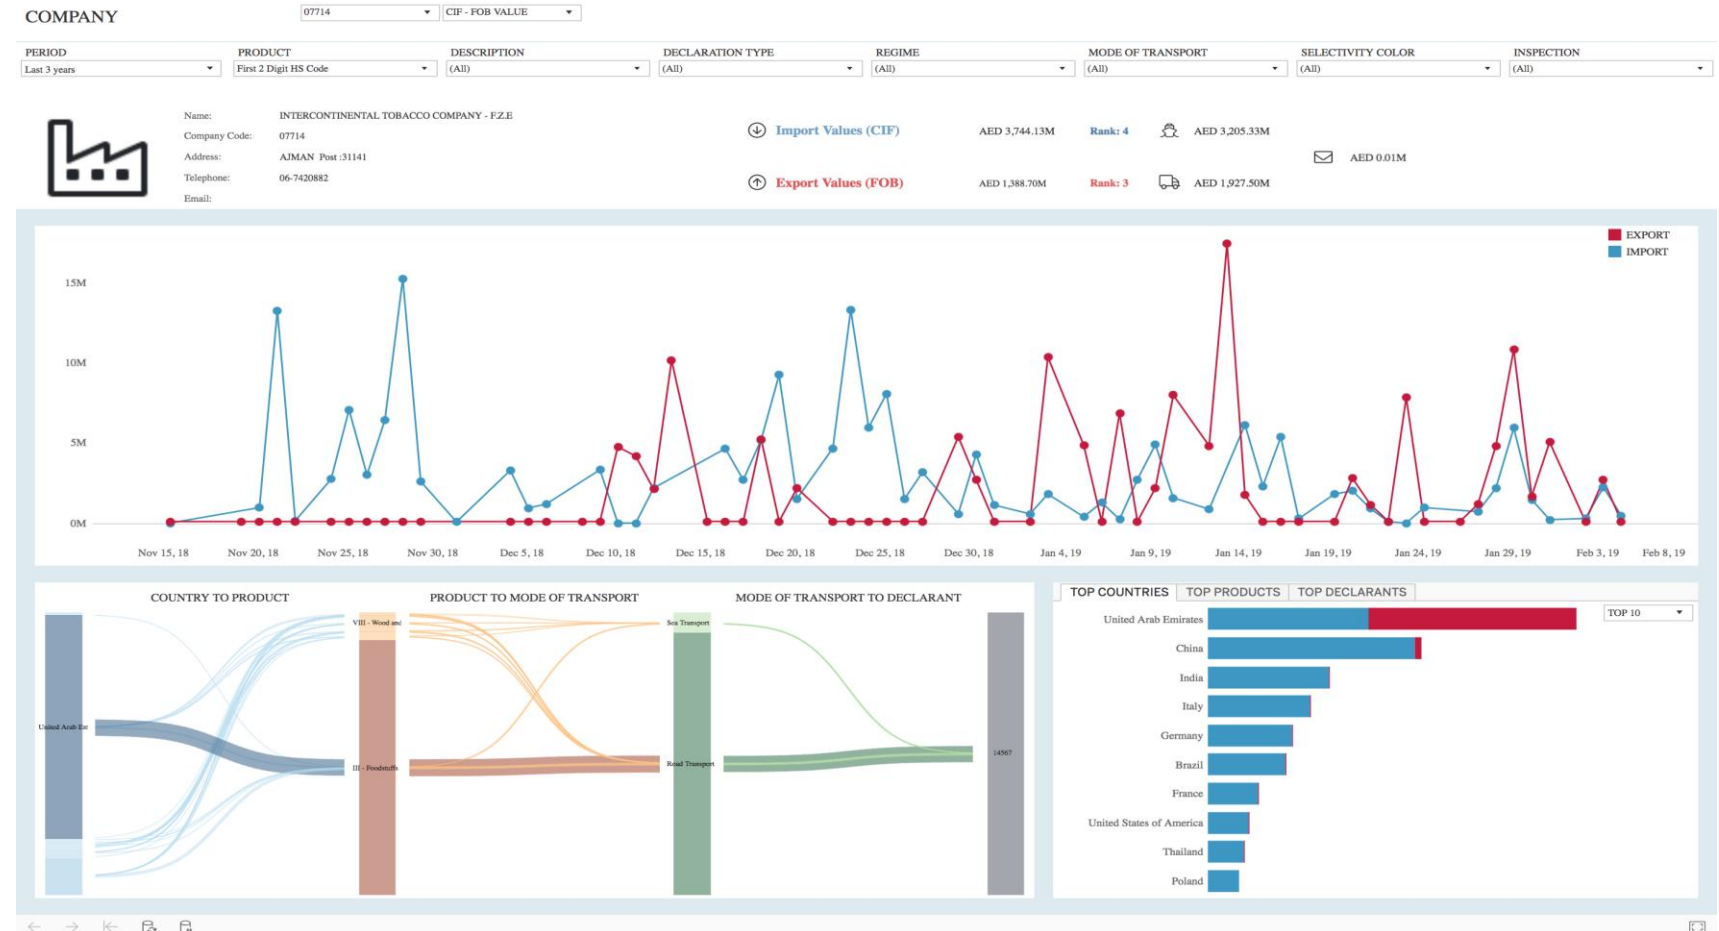 COMPANY
07714
CIF - FOB VALUE
PERIOD PRODUCT DESCRIPTION DECLARATION TYPE REGIME MODE OF TRANSPORT SELECTIVITY COLOR INSPECTION
Last 3 years First 2 Digit HS Code (All) (All) (All) (All) (All) (All)
Name: INTERCONTINENTAL TOBACCO COMPANY - F.Z.E
Company Code: 07714
Address: AJMAN Post :31141
Telephone: 06-7420882
Email:
Import Values (CIF) AED 3,744.13M Rank: 4 AED 3,205.33M
AED 0.01M
Export Values (FOB) AED 1,388.70M Rank: 3 AED 1,927.50M
EXPORT
IMPORT
15M
10M
5M
0M
Nov 15, 18 Nov 20, 18 Nov 25, 18 Nov 30, 18 Dec 5, 18 Dec 10, 18 Dec 15, 18 Dec 20, 18 Dec 25, 18 Dec 30, 18 Jan 4, 19 Jan 9, 19 Jan 14, 19 Jan 19, 19 Jan 24, 19 Jan 29, 19 Feb 3, 19 Feb 8, 19
COUNTRY TO PRODUCT PRODUCT TO MODE OF TRANSPORT MODE OF TRANSPORT TO DECLARANT
VIII - Wood and
Sea Transport
United Arab Em
III - Foodstuffs
Road Transport
14567
TOP COUNTRIES TOP PRODUCTS TOP DECLARANTS
TOP 10
United Arab Emirates
China
India
Italy
Germany
Brazil
France
United States of America
Thailand
Poland